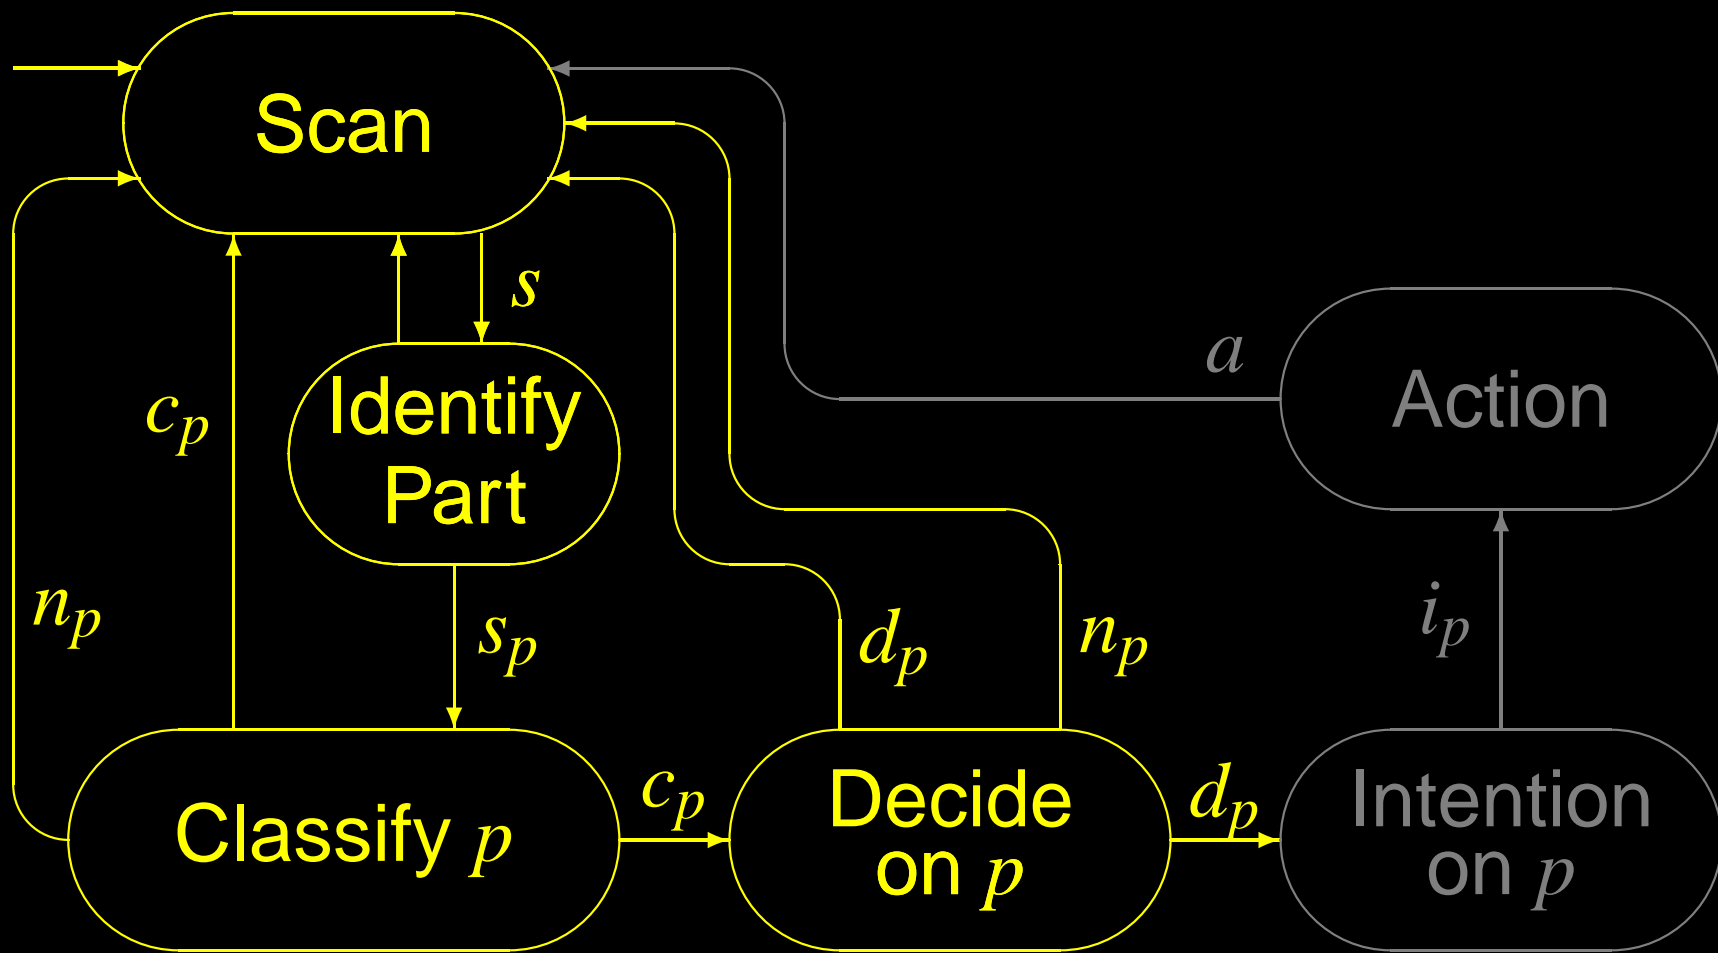 Scan
s
Identify
Part
a
Action
c_p
n_p
s_p
d_p
n_p
i_p
Classify p
c_p
Decide
on p
d_p
Intention
on p